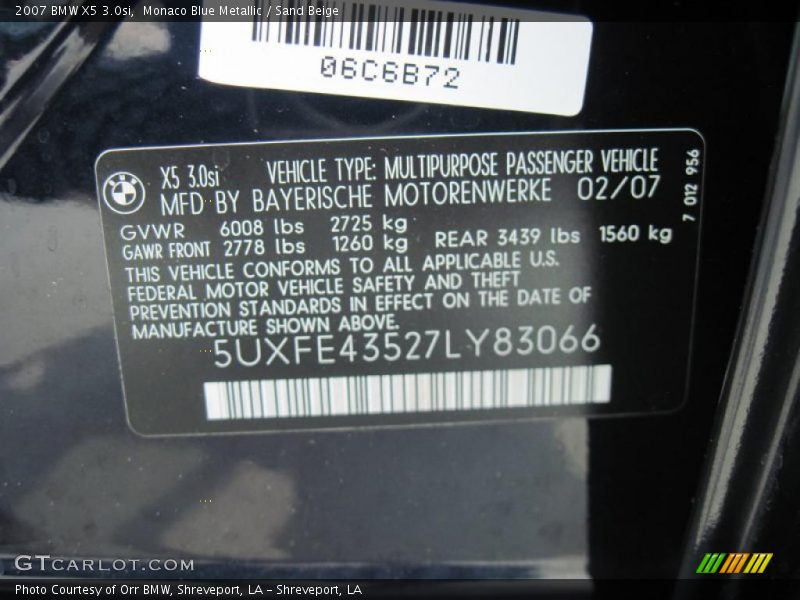 2007 BMW X5 3.0si, Monaco Blue Metallic / Sand Beige
06C6B72
X5 3.0si VEHICLE TYPE: MULTIPURPOSE PASSENGER VEHICLE
MFD BY BAYERISCHE MOTORENWERKE 02/07
7 012 956
GVWR 6008 lbs 2725 kg
GAWR FRONT 2778 lbs 1260 kg REAR 3439 lbs 1560 kg
THIS VEHICLE CONFORMS TO ALL APPLICABLE U.S.
FEDERAL MOTOR VEHICLE SAFETY AND THEFT
PREVENTION STANDARDS IN EFFECT ON THE DATE OF
MANUFACTURE SHOWN ABOVE.
5UXFE43527LY83066
GTCARLOT.COM
Photo Courtesy of Orr BMW, Shreveport, LA - Shreveport, LA